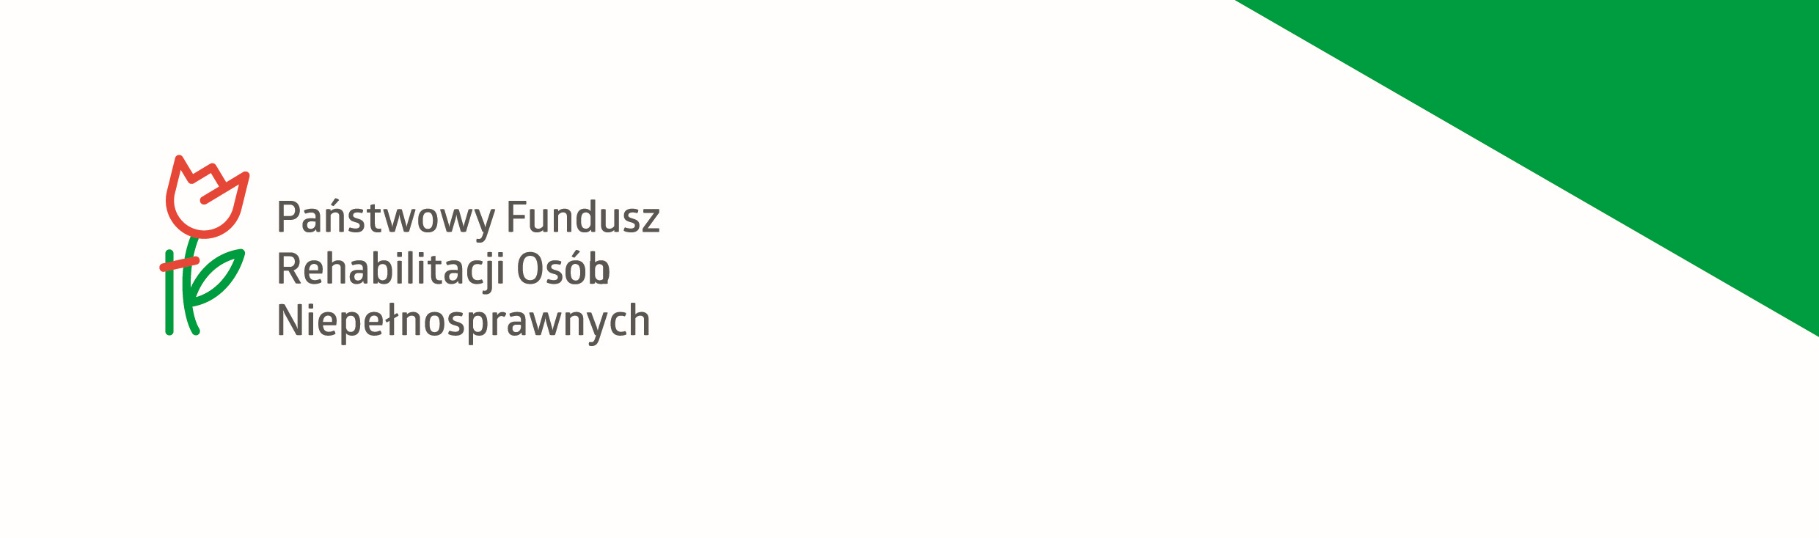 Państwowy Fundusz
Rehabilitacji Osób
Niepełnosprawnych